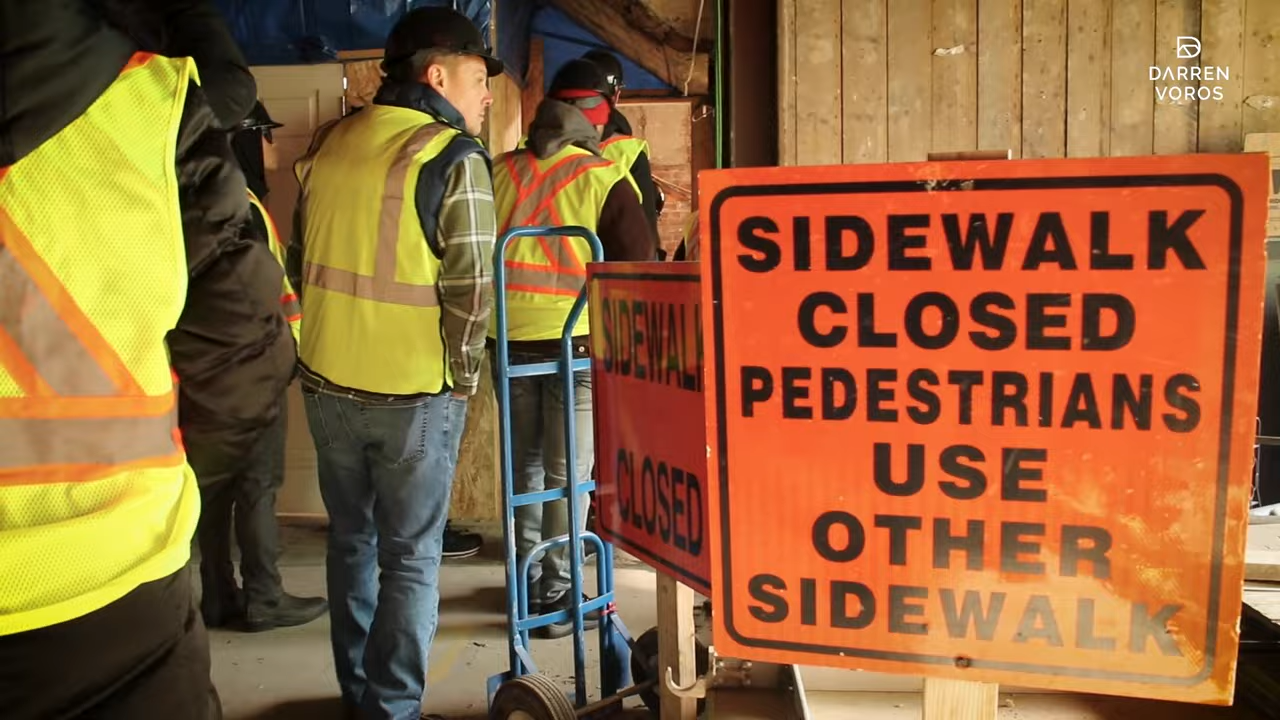 DARREN
VOROS
SIDEWALK
CLOSED
PEDESTRIANS
USE
OTHER
SIDEWALK
SIDEWALK
CLOSED